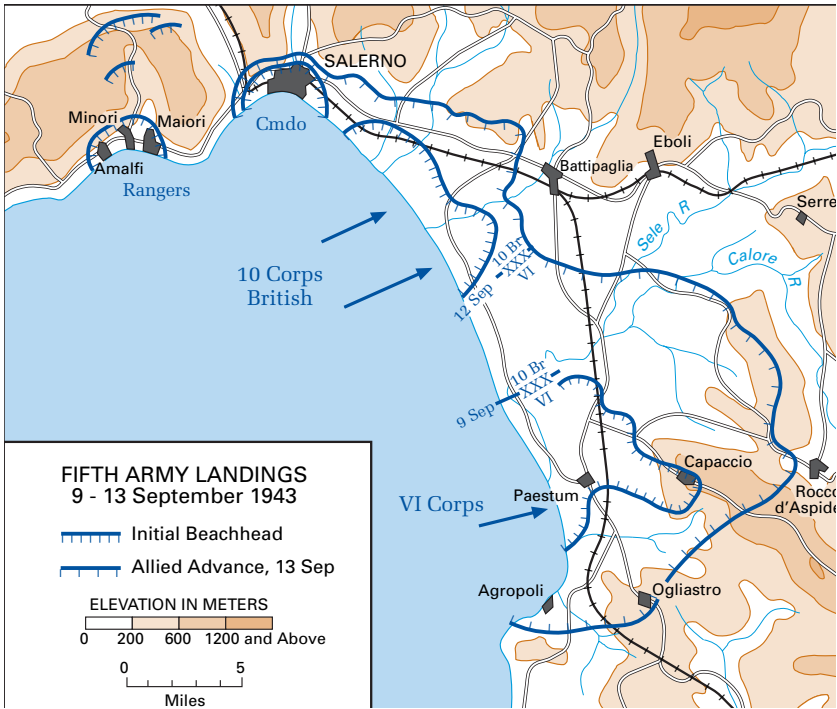 SALERNO
Minori
Maiori
Cmdo
Amalfi
Rangers
Eboli
Battipaglia
Serre
Sele R
Calore R
10 Corps
British
10 Br
XXX
VI
12 Sep
10 Br
XXX
VI
9 Sep
Capaccio
Paestum
Rocco
d'Aspide
VI Corps
Agropoli
Ogliastro
FIFTH ARMY LANDINGS
9 - 13 September 1943
Initial Beachhead
Allied Advance, 13 Sep
ELEVATION IN METERS
0 200 600 1200 and Above
0 5
Miles